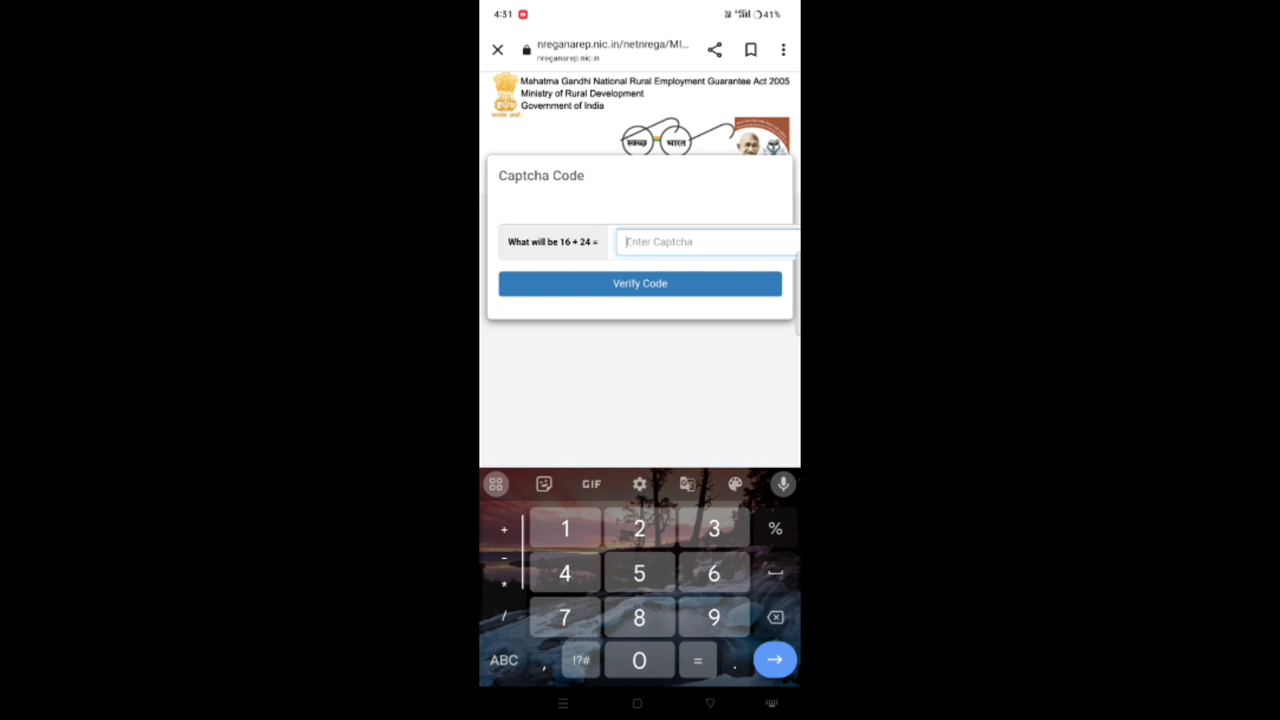 4:31 41%
nreganarep.nic.in/netnrega/MI...
nreganarep.nic.in
Mahatma Gandhi National Rural Employment Guarantee Act 2005
Ministry of Rural Development
Government of India
स्वच्छ भारत
Captcha Code
What will be 16 + 24 = Enter Captcha
Verify Code
GIF
+ 1 2 3 %
-
4 5 6
*
/ 7 8 9
ABC , !?# 0 = .